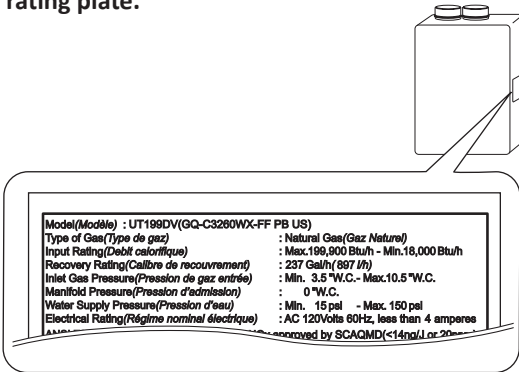 rating plate.
Model(Modèle) : UT199DV(GQ-C3260WX-FF PB US)
Type of Gas(Type de gaz) : Natural Gas(Gaz Naturel)
Input Rating(Debit calorifique) : Max.199,900 Btu/h - Min.18,000 Btu/h
Recovery Rating(Calibre de recouvrement) : 237 Gal/h( 897 l/h)
Inlet Gas Pressure(Pression de gaz entrée) : Min. 3.5 "W.C.- Max.10.5 "W.C.
Manifold Pressure(Pression d'admission) : 0 "W.C.
Water Supply Pressure(Pression d'eau) : Min. 15 psi - Max. 150 psi
Electrical Rating(Régime nominal électrique) : AC 120Volts 60Hz, less than 4 amperes
approved by SCAQMD(<14ng/J or